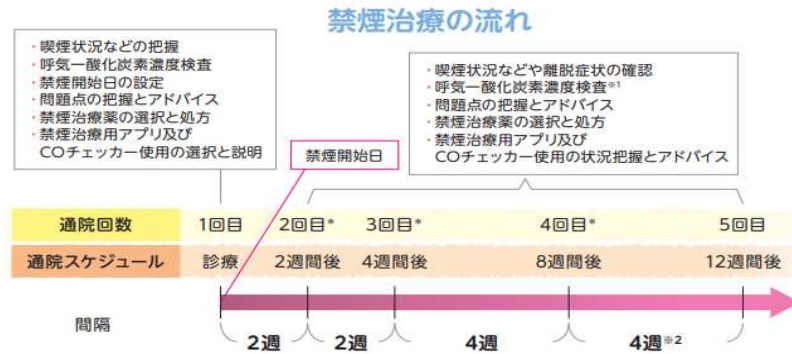 禁煙治療の流れ
・喫煙状況などの把握
・呼気一酸化炭素濃度検査
・禁煙開始日の設定
・問題点の把握とアドバイス
・禁煙治療薬の選択と処方
・禁煙治療用アプリ及び
COチェッカー使用の選択と説明
・喫煙状況などや離脱症状の確認
・呼気一酸化炭素濃度検査※1
・問題点の把握とアドバイス
・禁煙治療薬の選択と処方
・禁煙治療用アプリ及び
COチェッカー使用の状況把握とアドバイス
禁煙開始日
通院回数 1回目 2回目* 3回目* 4回目* 5回目
通院スケジュール 診療 2週間後 4週間後 8週間後 12週間後
間隔 2週 2週 4週 4週※2